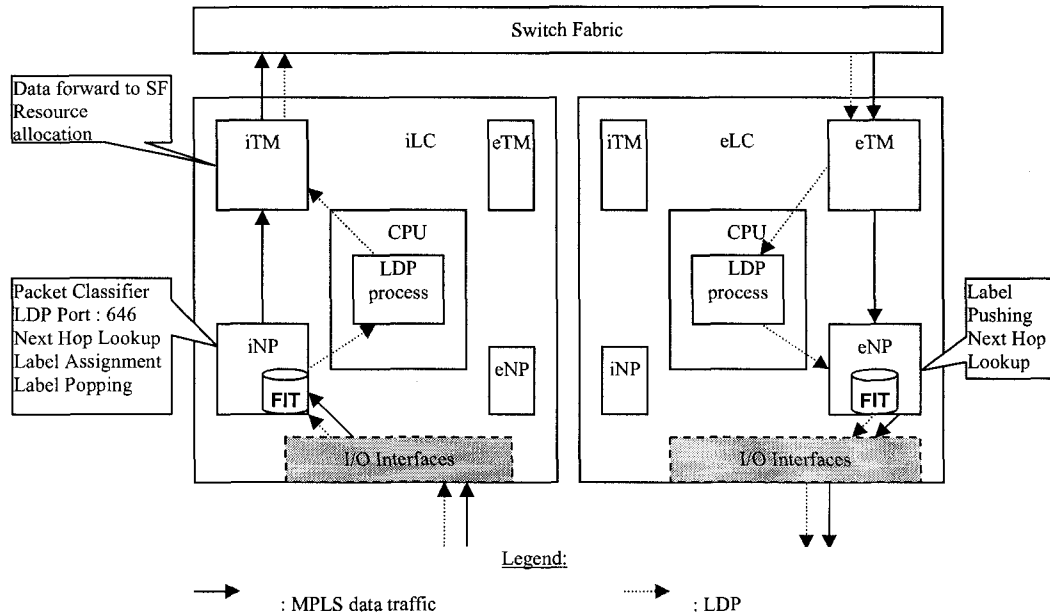 Switch Fabric
Data forward to SF
Resource
allocation
iTM
iLC
eTM
iTM
eLC
eTM
CPU
LDP
process
CPU
LDP
process
Packet Classifier
LDP Port : 646
Next Hop Lookup
Label Assignment
Label Popping
iNP
FIT
eNP
iNP
eNP
FIT
Label
Pushing
Next Hop
Lookup
I/O Interfaces
I/O Interfaces
Legend:
: MPLS data traffic
: LDP